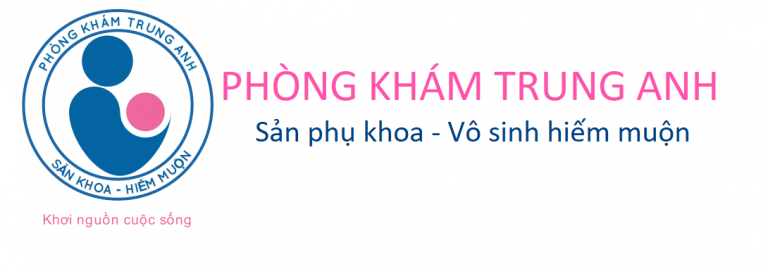 PHÒNG KHÁM TRUNG ANH
SẢN KHOA - HIẾM MUỘN
Khơi nguồn cuộc sống
PHÒNG KHÁM TRUNG ANH
Sản phụ khoa - Vô sinh hiếm muộn